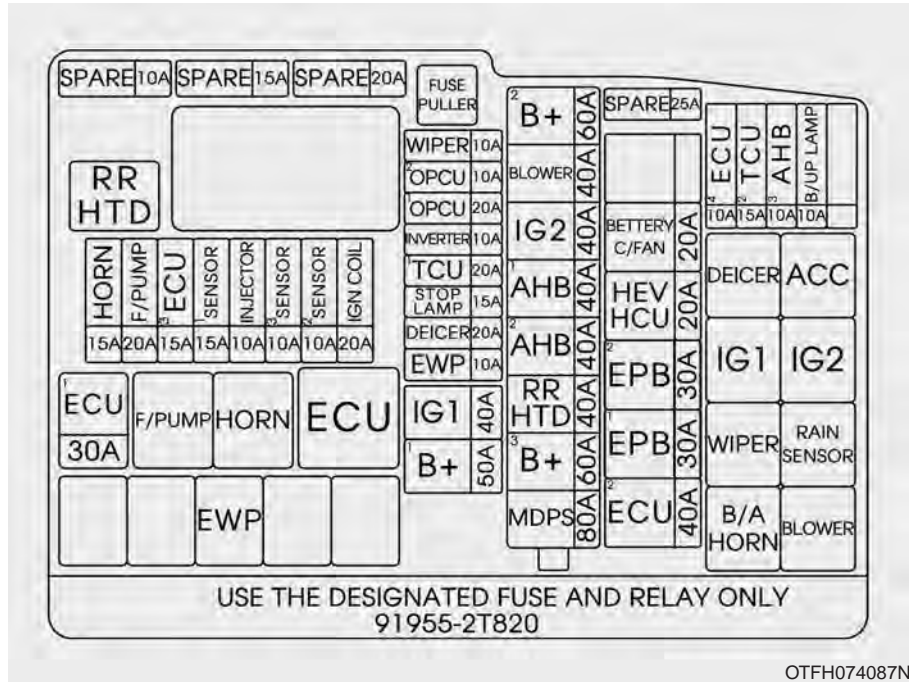 SPARE 10A SPARE 15A SPARE 20A
FUSE
PULLER
RR
HTD
HORN 15A
F/PUMP 20A
3 ECU 15A
1 SENSOR 15A
INJECTOR 10A
3 SENSOR 10A
2 SENSOR 10A
IGN COIL 20A
1 ECU
30A
F/PUMP
HORN
ECU
EWP
WIPER 10A
2 OPCU 10A
1 OPCU 20A
INVERTER 10A
1 TCU 20A
STOP
LAMP 15A
DEICER 20A
EWP 10A
IG1 40A
1 B+ 50A
2 B+ 60A
BLOWER 40A
IG2 40A
1 AHB 40A
2 AHB 40A
RR
HTD 40A
3 B+ 60A
MDPS 80A
SPARE 25A
BETTERY
C/FAN 20A
HEV
HCU 20A
2 EPB 30A
1 EPB 30A
2 ECU 40A
4 ECU 10A
2 TCU 15A
3 AHB 10A
B/UP LAMP 10A
DEICER ACC
IG1 IG2
WIPER
RAIN
SENSOR
B/A
HORN
BLOWER
USE THE DESIGNATED FUSE AND RELAY ONLY
91955-2T820
OTFH074087N